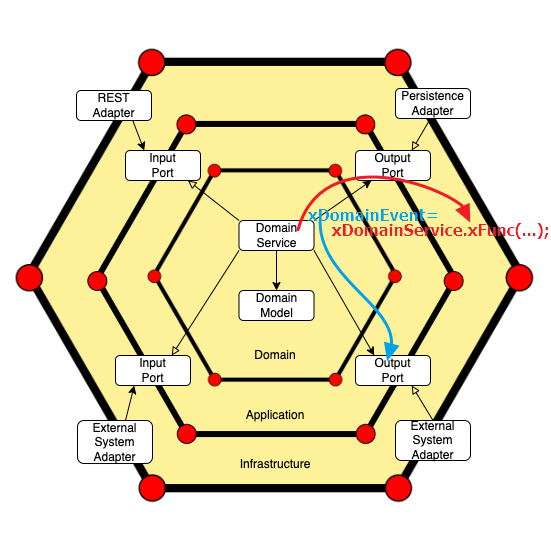 REST
Adapter
Persistence
Adapter
Input
Port
Output
Port
xDomainEvent=
xDomainService.xFunc(...);
Domain
Service
Domain
Model
Domain
Input
Port
Output
Port
Application
External
System
Adapter
External
System
Adapter
Infrastructure